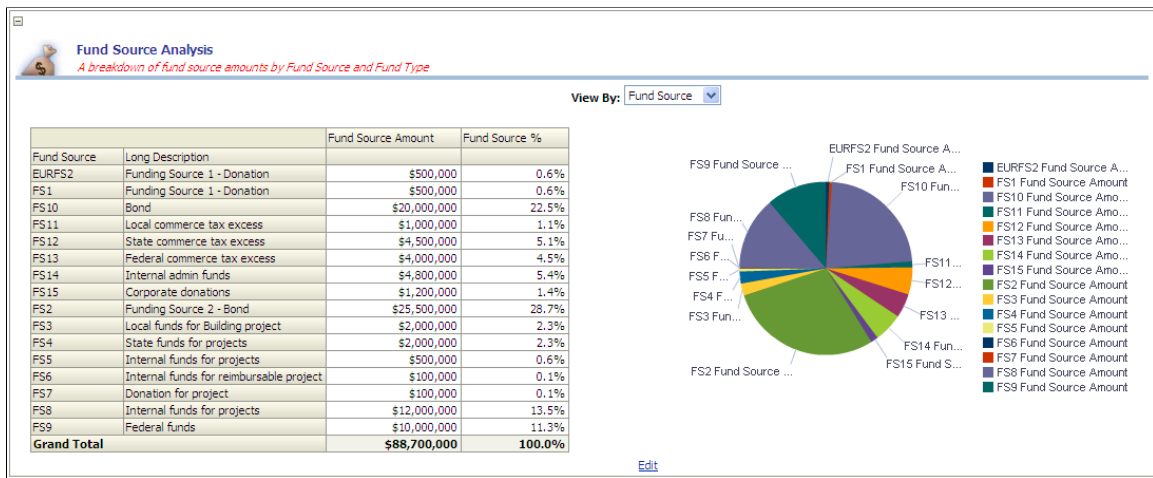 Fund Source Analysis
A breakdown of fund source amounts by Fund Source and Fund Type
View By: Fund Source
Fund Source Amount Fund Source %
Fund Source Long Description
EURFS2 Funding Source 1 - Donation $500,000 0.6%
FS1 Funding Source 1 - Donation $500,000 0.6%
FS10 Bond $20,000,000 22.5%
FS11 Local commerce tax excess $1,000,000 1.1%
FS12 State commerce tax excess $4,500,000 5.1%
FS13 Federal commerce tax excess $4,000,000 4.5%
FS14 Internal admin funds $4,800,000 5.4%
FS15 Corporate donations $1,200,000 1.4%
FS2 Funding Source 2 - Bond $25,500,000 28.7%
FS3 Local funds for Building project $2,000,000 2.3%
FS4 State funds for projects $2,000,000 2.3%
FS5 Internal funds for projects $500,000 0.6%
FS6 Internal funds for reimbursable project $100,000 0.1%
FS7 Donation for project $100,000 0.1%
FS8 Internal funds for projects $12,000,000 13.5%
FS9 Federal funds $10,000,000 11.3%
Grand Total $88,700,000 100.0%
EURFS2 Fund Source A...
FS1 Fund Source A...
FS10 Fun...
FS11 ...
FS12...
FS13 ...
FS14 Fun...
FS15 Fund S...
FS2 Fund Source ...
FS3 Fun...
FS4 F...
FS5 F...
FS6 F...
FS7 Fu...
FS8 Fun...
FS9 Fund Source ...
EURFS2 Fund Source A...
FS1 Fund Source Amount
FS10 Fund Source Amo...
FS11 Fund Source Amo...
FS12 Fund Source Amo...
FS13 Fund Source Amo...
FS14 Fund Source Amo...
FS15 Fund Source Amo...
FS2 Fund Source Amount
FS3 Fund Source Amount
FS4 Fund Source Amount
FS5 Fund Source Amount
FS6 Fund Source Amount
FS7 Fund Source Amount
FS8 Fund Source Amount
FS9 Fund Source Amount
Edit